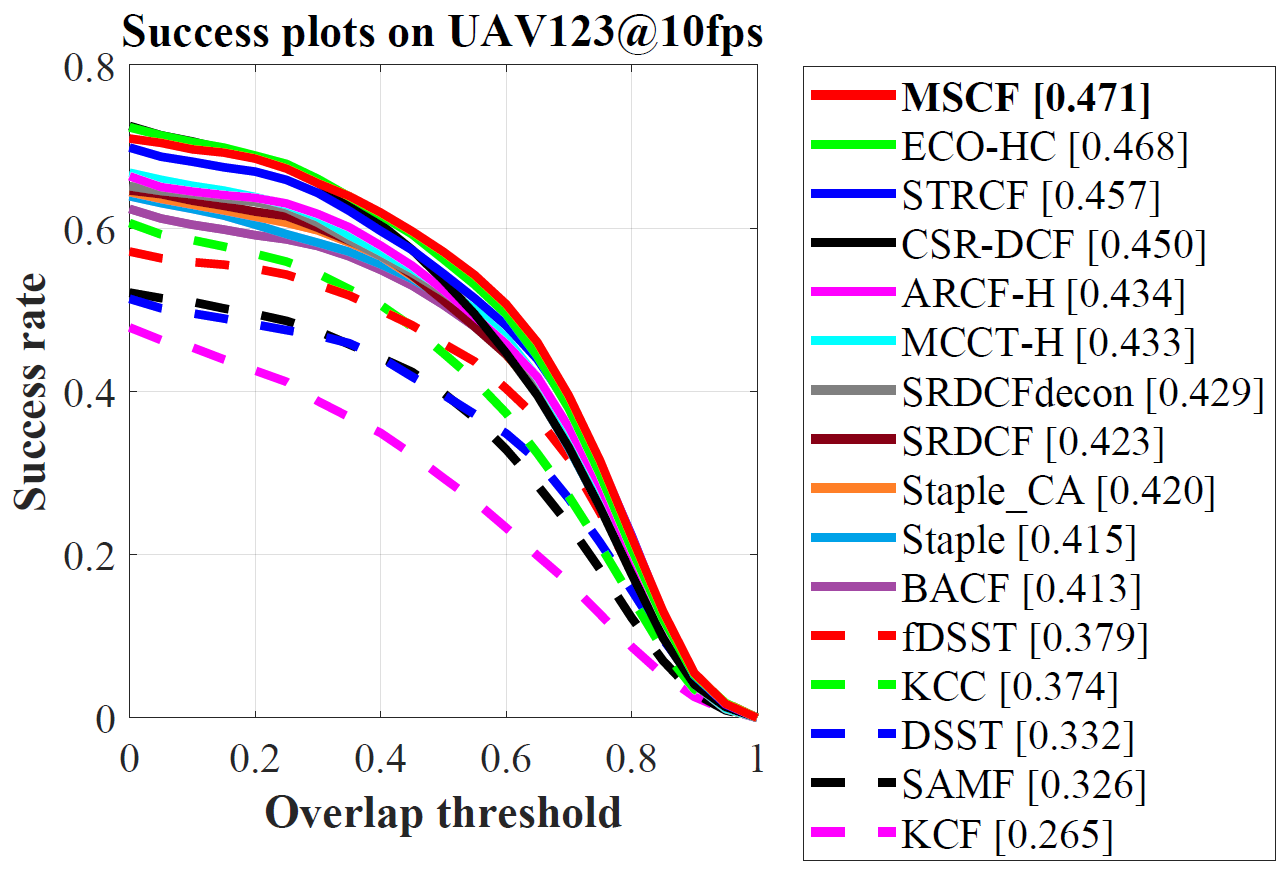 Success plots on UAV123@10fps
0.8
0.6
0.4
0.2
0
0 0.2 0.4 0.6 0.8 1
Success rate
Overlap threshold
MSCF [0.471]
ECO-HC [0.468]
STRCF [0.457]
CSR-DCF [0.450]
ARCF-H [0.434]
MCCT-H [0.433]
SRDCFdecon [0.429]
SRDCF [0.423]
Staple_CA [0.420]
Staple [0.415]
BACF [0.413]
fDSST [0.379]
KCC [0.374]
DSST [0.332]
SAMF [0.326]
KCF [0.265]